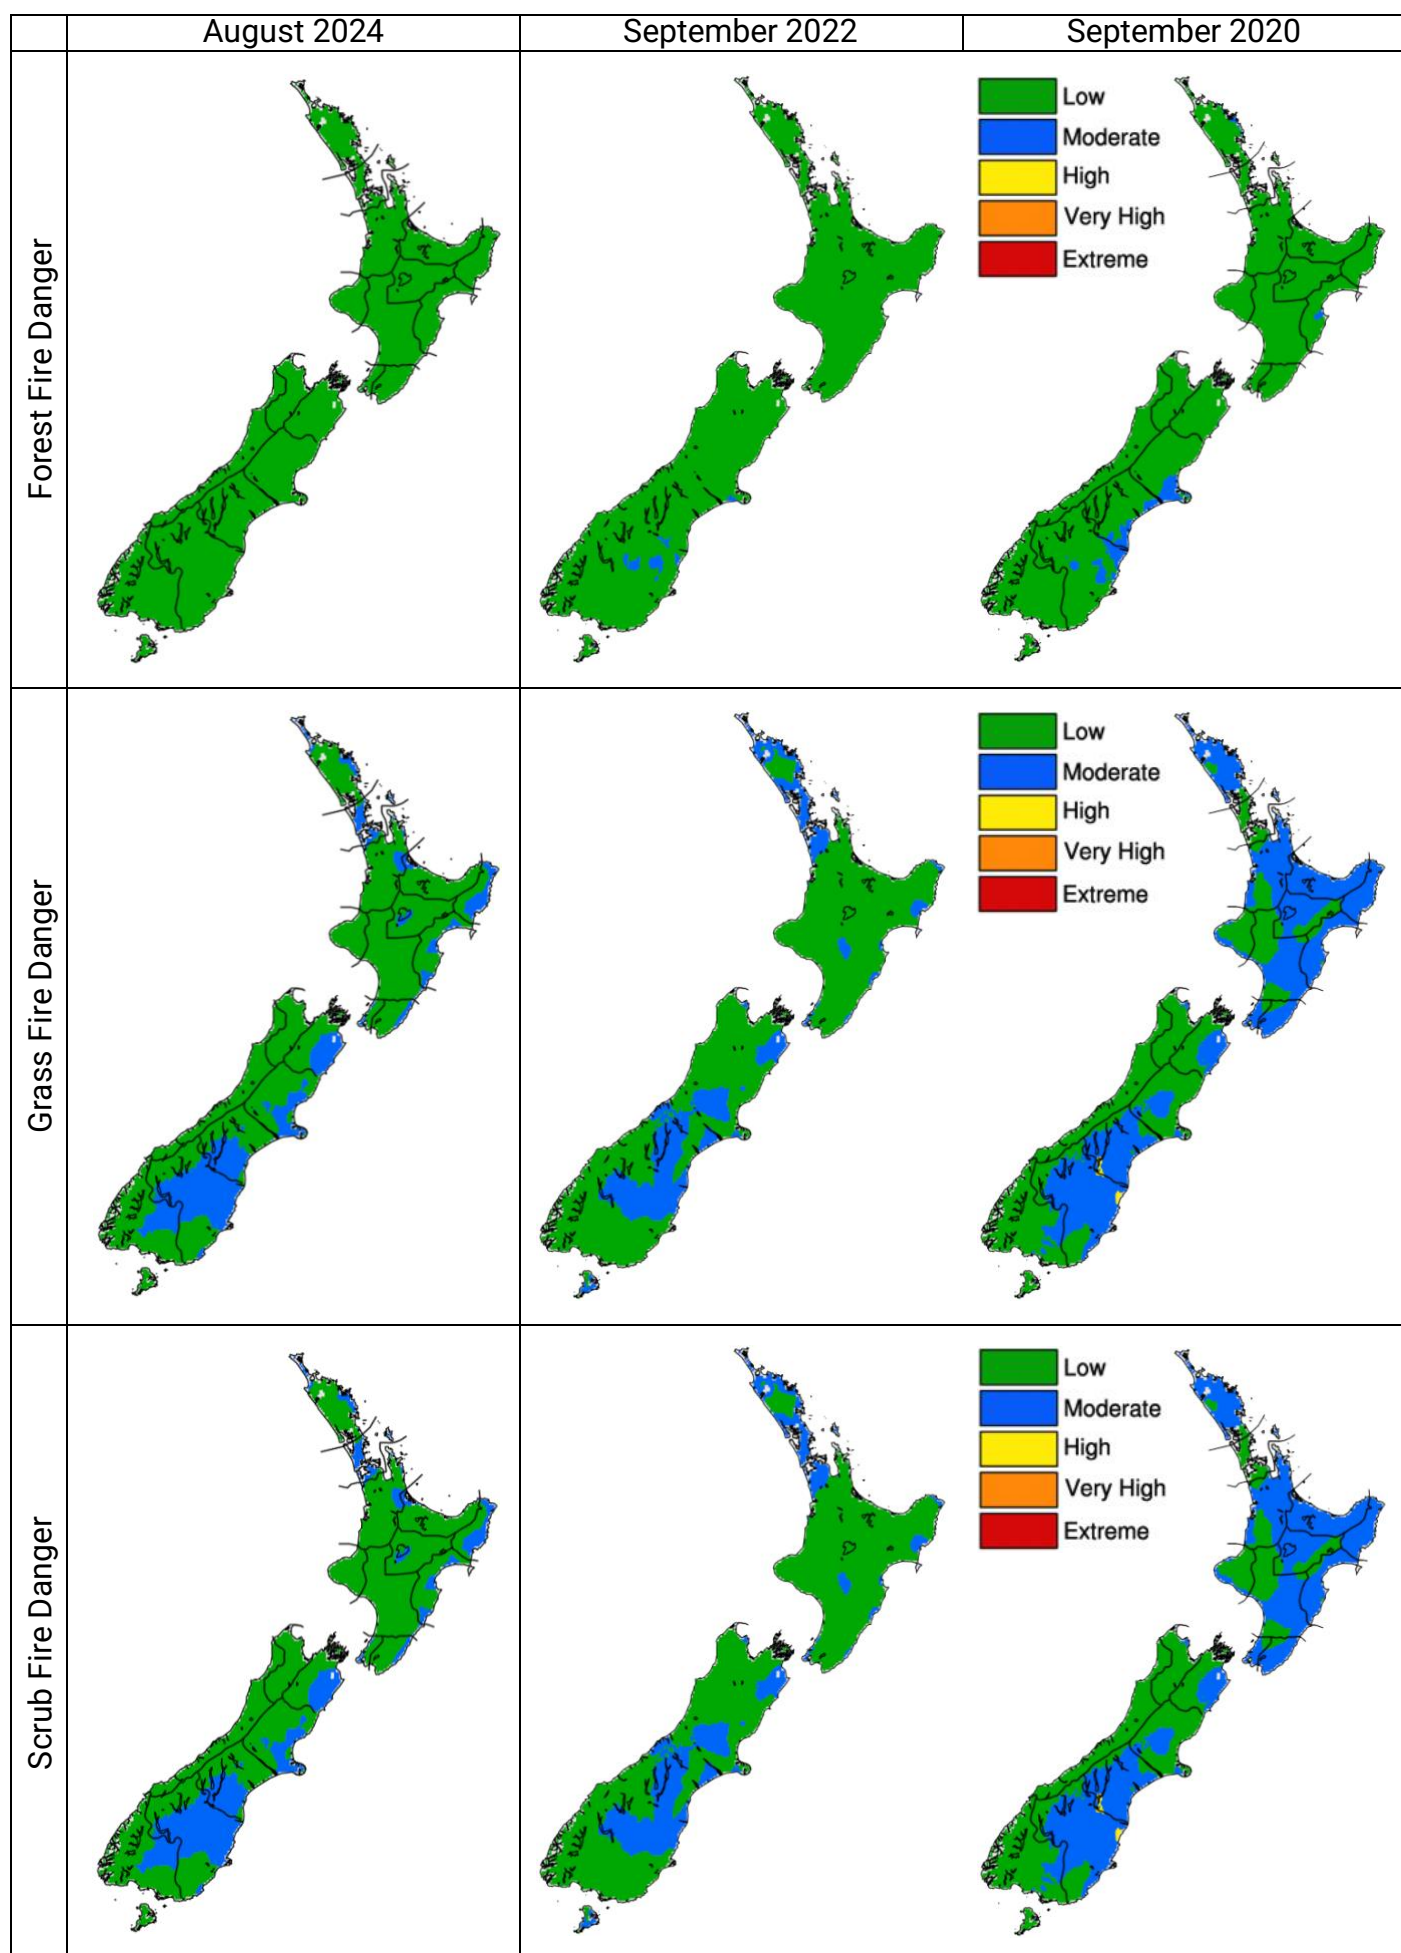 August 2024
September 2022
September 2020
Forest Fire Danger
Low
Moderate
High
Very High
Extreme
Grass Fire Danger
Low
Moderate
High
Very High
Extreme
Scrub Fire Danger
Low
Moderate
High
Very High
Extreme